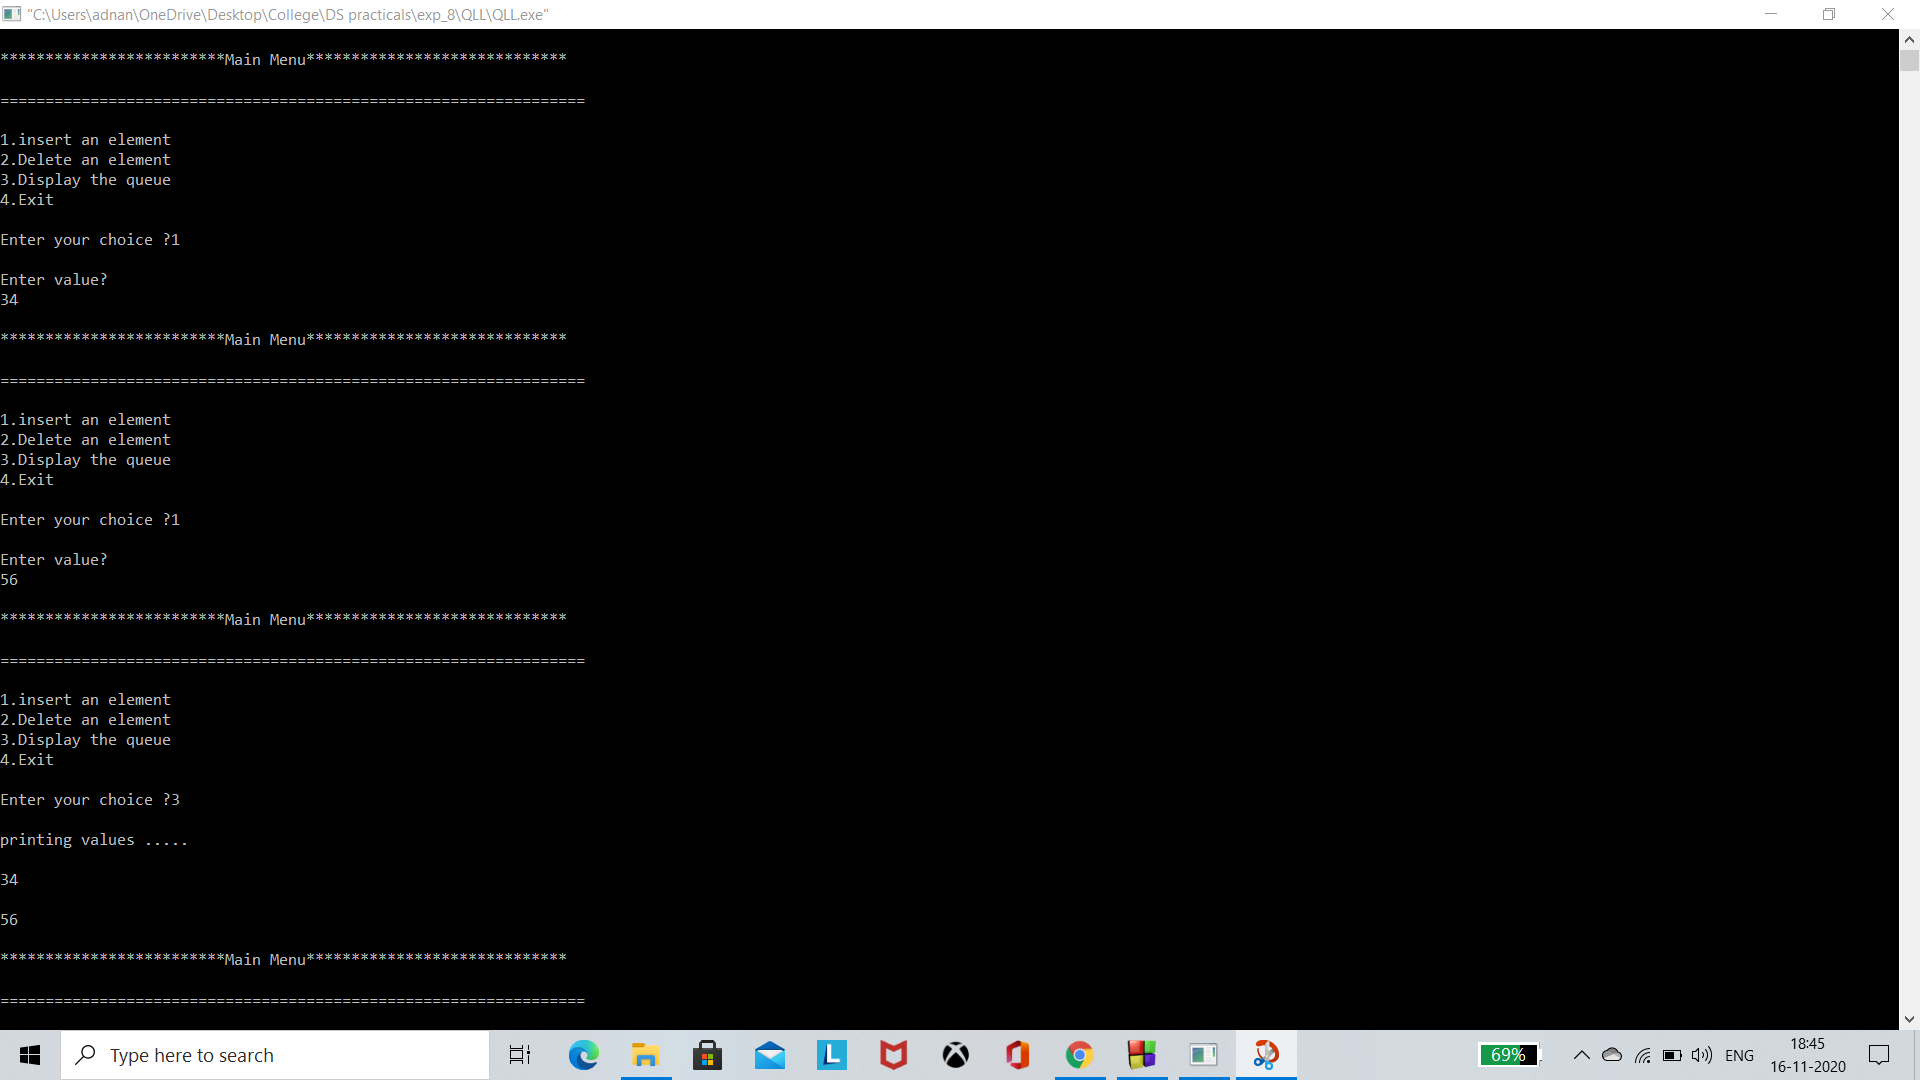 "C:\Users\adnan\OneDrive\Desktop\College\DS practicals\exp_8\QLL\QLL.exe"
*************************Main Menu*****************************
=================================================================
1.insert an element
2.Delete an element
3.Display the queue
4.Exit
Enter your choice ?1
Enter value?
34
*************************Main Menu*****************************
=================================================================
1.insert an element
2.Delete an element
3.Display the queue
4.Exit
Enter your choice ?1
Enter value?
56
*************************Main Menu*****************************
=================================================================
1.insert an element
2.Delete an element
3.Display the queue
4.Exit
Enter your choice ?3
printing values .....
34
56
*************************Main Menu*****************************
=================================================================
Type here to search
L
69%
ENG
18:45
16-11-2020